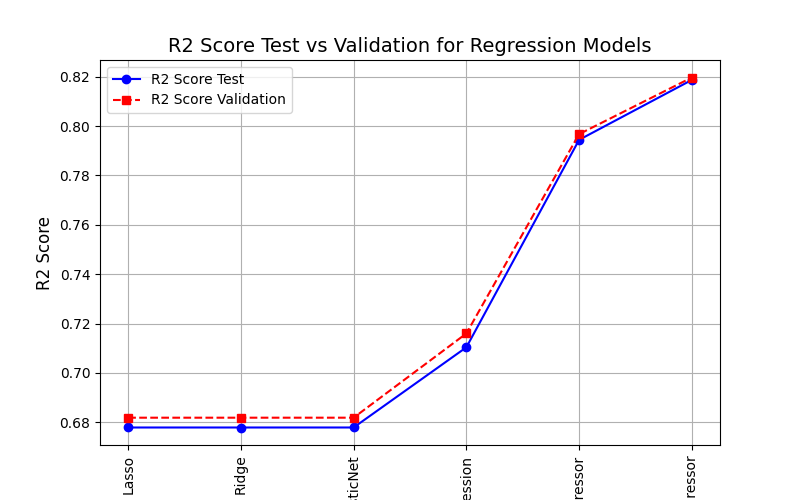 R2 Score Test vs Validation for Regression Models
R2 Score Test
R2 Score Validation
R2 Score
0.82
0.80
0.78
0.76
0.74
0.72
0.70
0.68
Lasso
Ridge
ticNet
ession
ressor
ressor